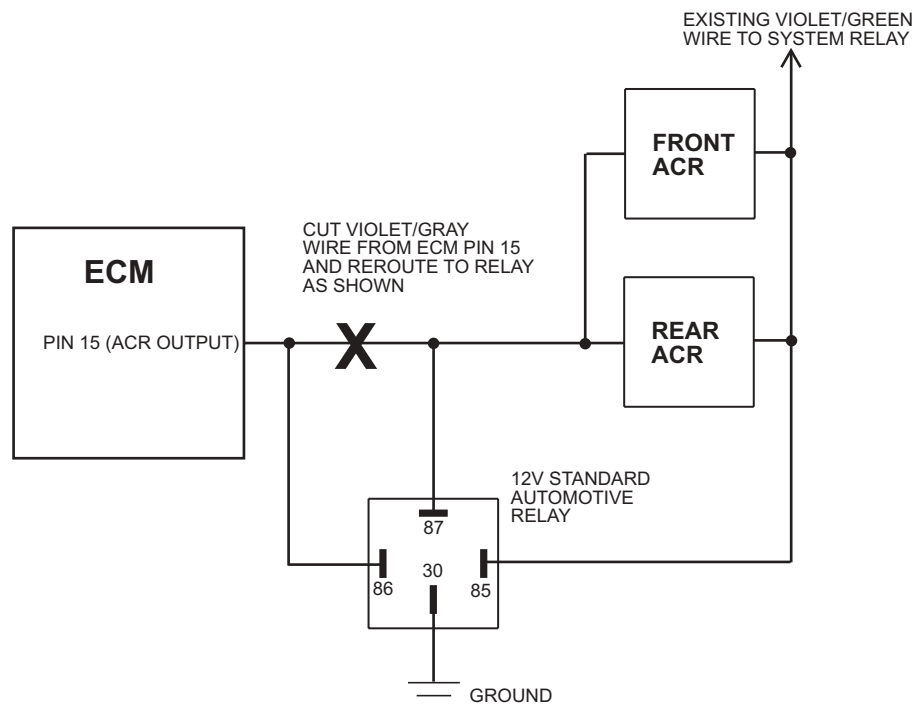 EXISTING VIOLET/GREEN
WIRE TO SYSTEM RELAY
FRONT
ACR
CUT VIOLET/GRAY
WIRE FROM ECM PIN 15
AND REROUTE TO RELAY
AS SHOWN
ECM
PIN 15 (ACR OUTPUT)
X
REAR
ACR
12V STANDARD
AUTOMOTIVE
RELAY
87
30
86
85
GROUND